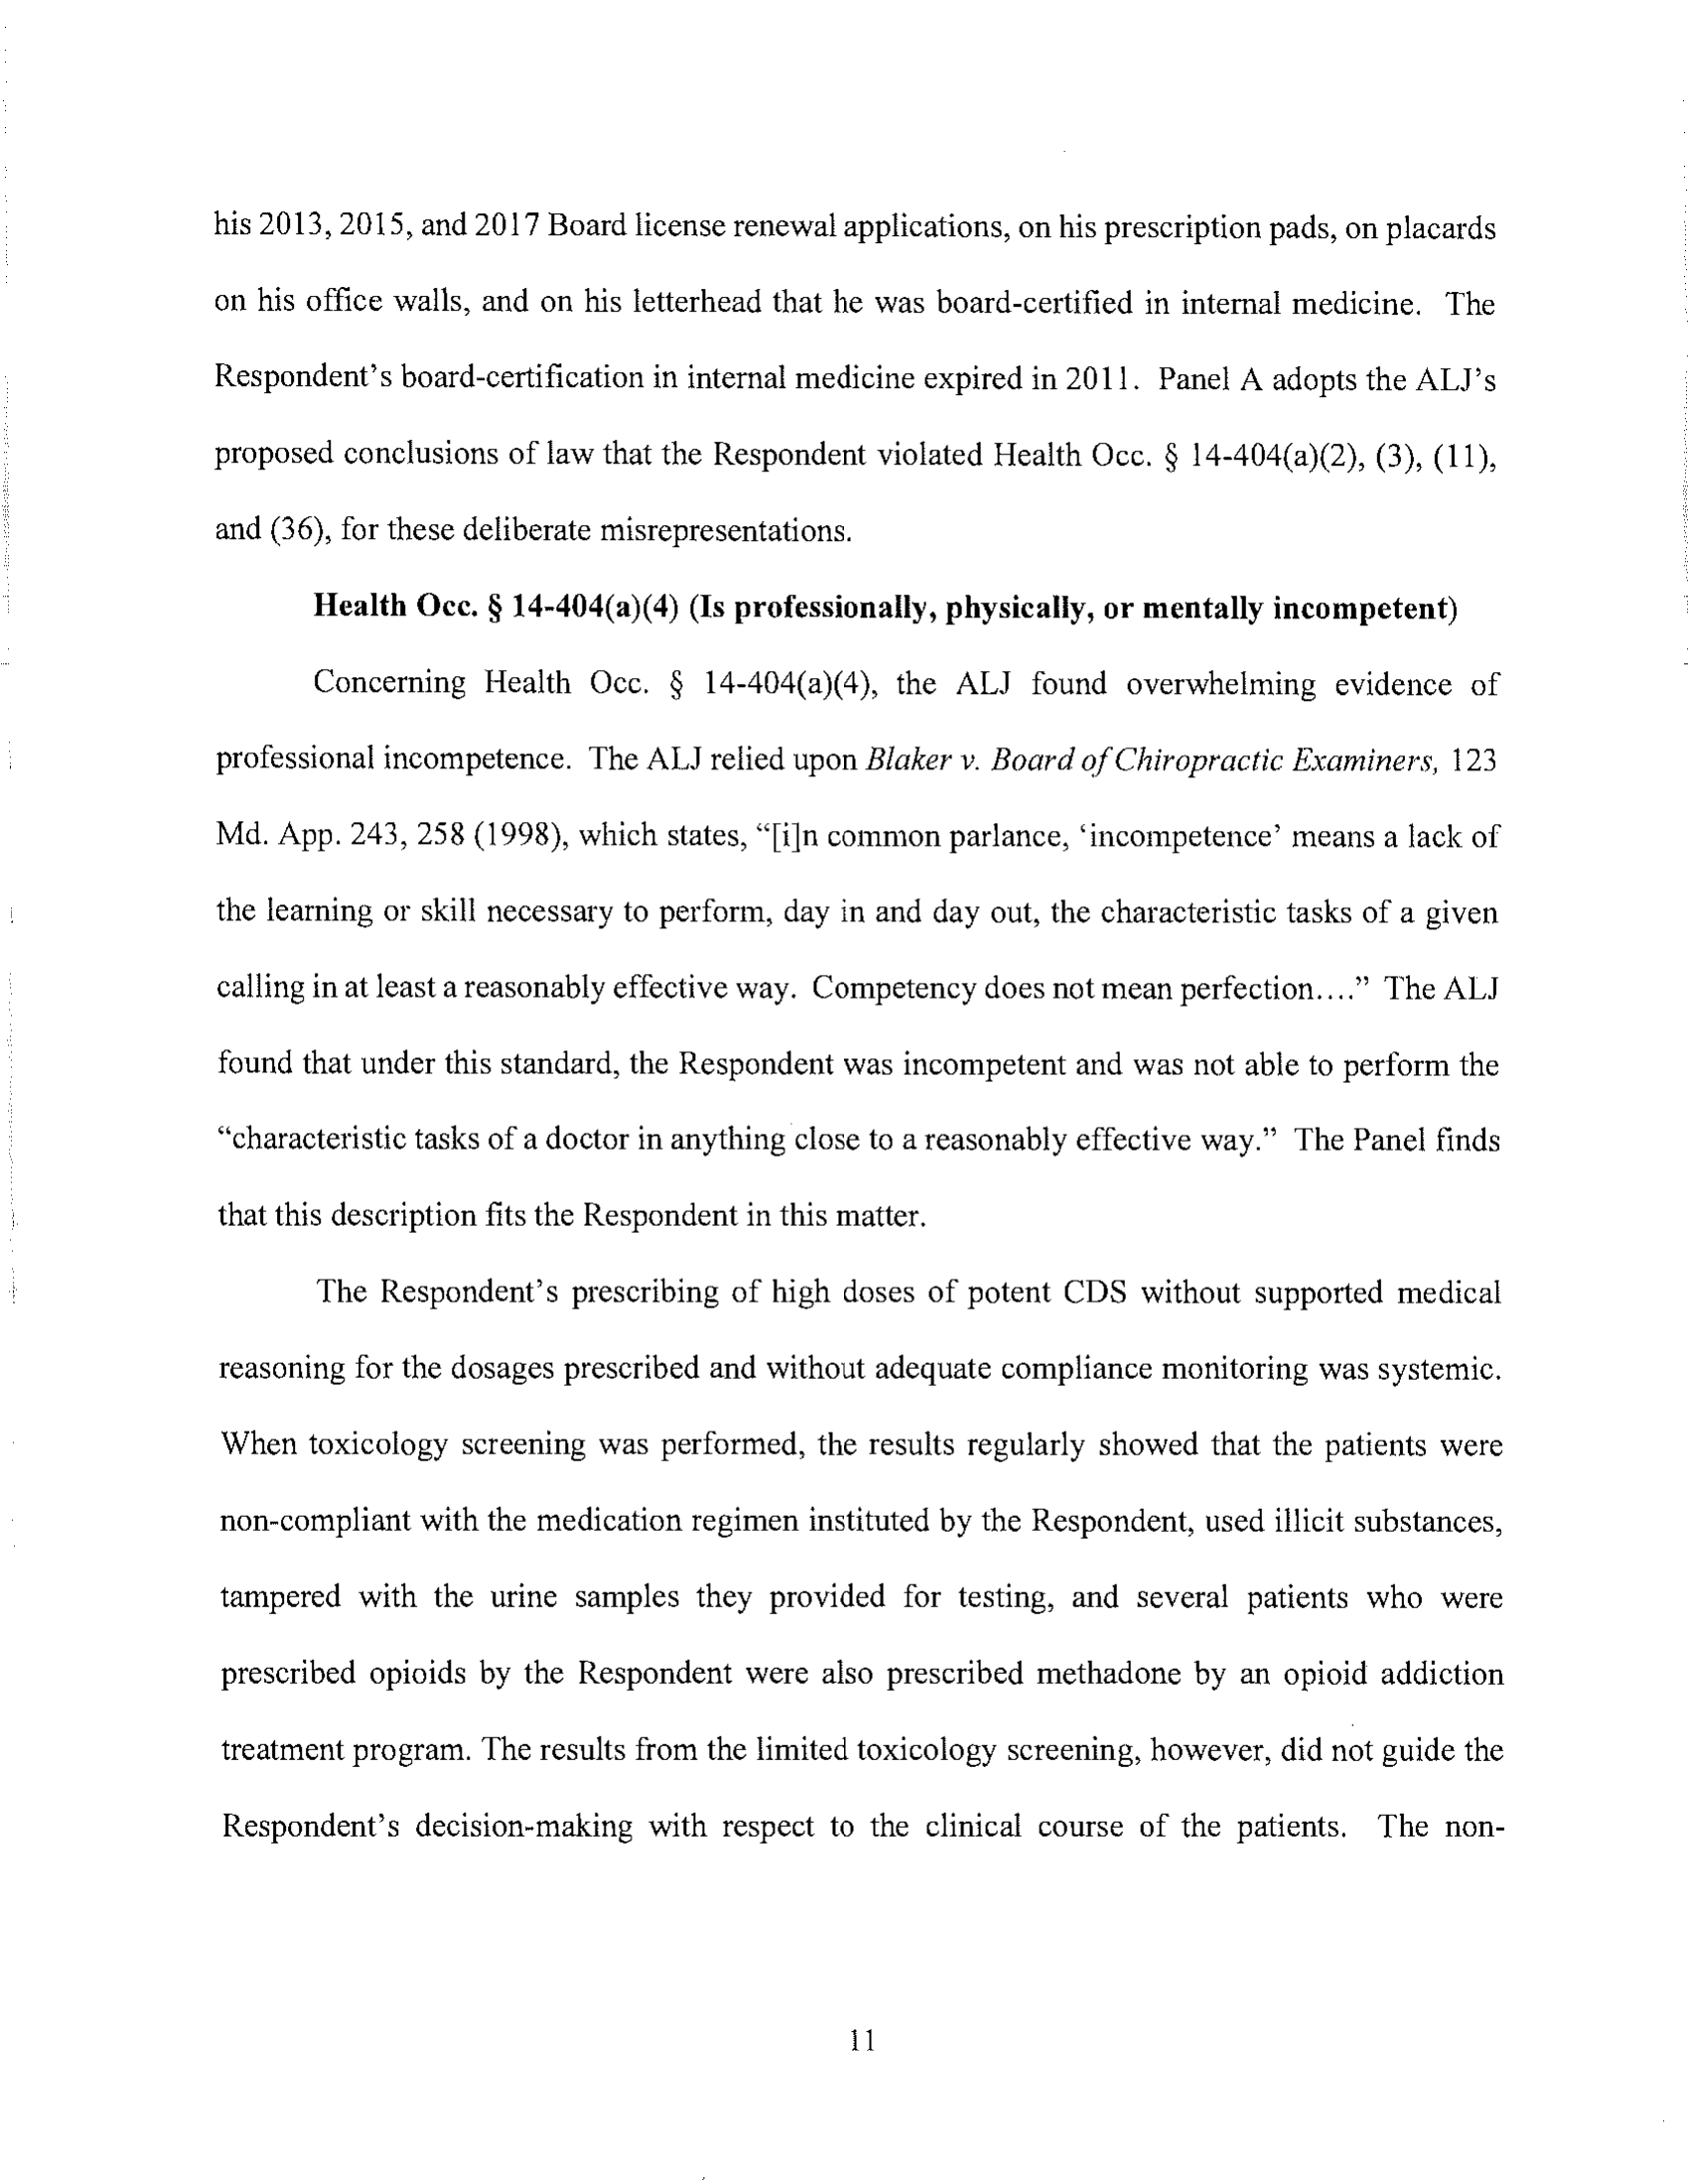 his 2013, 2015, and 2017 Board license renewal applications, on his prescription pads, on placards
on his office walls, and on his letterhead that he was board-certified in internal medicine. The
Respondent's board-certification in internal medicine expired in 2011. Panel A adopts the ALJ's
proposed conclusions of law that the Respondent violated Health Occ. § 14-404(a)(2), (3), (11),
and (36), for these deliberate misrepresentations.
Health Occ. § 14-404(a)(4) (Is professionally, physically, or mentally incompetent)
Concerning Health Occ. § 14-404(a)(4), the ALJ found overwhelming evidence of
professional incompetence. The ALJ relied upon Blaker v. Board of Chiropractic Examiners, 123
Md. App. 243, 258 (1998), which states, “[i]n common parlance, ‘incompetence’ means a lack of
the learning or skill necessary to perform, day in and day out, the characteristic tasks of a given
calling in at least a reasonably effective way. Competency does not mean perfection....” The ALJ
found that under this standard, the Respondent was incompetent and was not able to perform the
“characteristic tasks of a doctor in anything close to a reasonably effective way.” The Panel finds
that this description fits the Respondent in this matter.
The Respondent's prescribing of high doses of potent CDS without supported medical
reasoning for the dosages prescribed and without adequate compliance monitoring was systemic.
When toxicology screening was performed, the results regularly showed that the patients were
non-compliant with the medication regimen instituted by the Respondent, used illicit substances,
tampered with the urine samples they provided for testing, and several patients who were
prescribed opioids by the Respondent were also prescribed methadone by an opioid addiction
treatment program. The results from the limited toxicology screening, however, did not guide the
Respondent's decision-making with respect to the clinical course of the patients. The non-
11